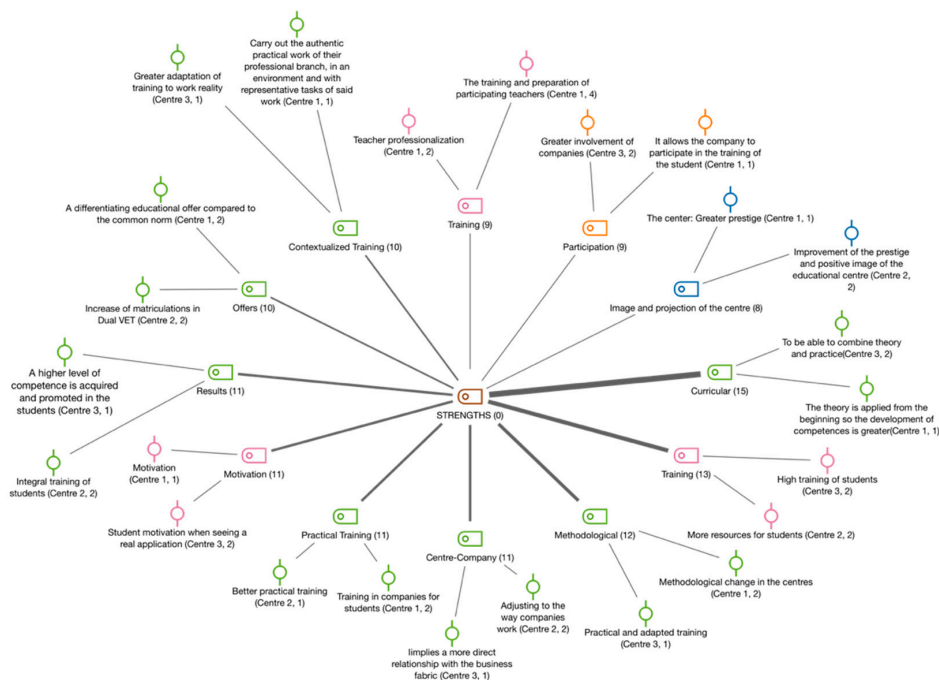 Carry out the authentic
practical work of their
professional branch, in an
environment and with
representative tasks of said
work (Centre 1, 1)
Greater adaptation of
training to work reality
(Centre 3, 1)
The training and preparation of
participating teachers (Centre 1, 4)
Teacher professionalization
(Centre 1, 2)
Greater involvement of
companies (Centre 3, 2)
It allows the company to
participate in the training of
the student (Centre 1, 1)
A differentiating educational offer compared to
the common norm (Centre 1, 2)
Contextualized Training (10)
Training (9)
Participation (9)
The center: Greater prestige (Centre 1, 1)
Improvement of the prestige
and positive image of the
educational centre (Centre 2,
2)
Increase of matriculations in
Dual VET (Centre 2, 2)
Offers (10)
Image and projection of the centre (8)
To be able to combine theory
and practice(Centre 3, 2)
A higher level of
competence is acquired
and promoted in the
students (Centre 3, 1)
Results (11)
STRENGTHS (0)
Curricular (15)
The theory is applied from the
beginning so the development of
competences is greater(Centre 1, 1)
Integral training of
students (Centre 2, 2)
Motivation
(Centre 1, 1)
Motivation (11)
Training (13)
High training of students
(Centre 3, 2)
Student motivation when seeing a
real application (Centre 3, 2)
Practical Training (11)
Centre-Company (11)
Methodological (12)
More resources for students (Centre 2, 2)
Better practical training
(Centre 2, 1)
Training in companies for
students (Centre 1, 2)
Adjusting to the
way companies
work (Centre 2, 2)
Methodological change in the centres
(Centre 1, 2)
Iimplies a more direct
relationship with the business
fabric (Centre 3, 1)
Practical and adapted training
(Centre 3, 1)